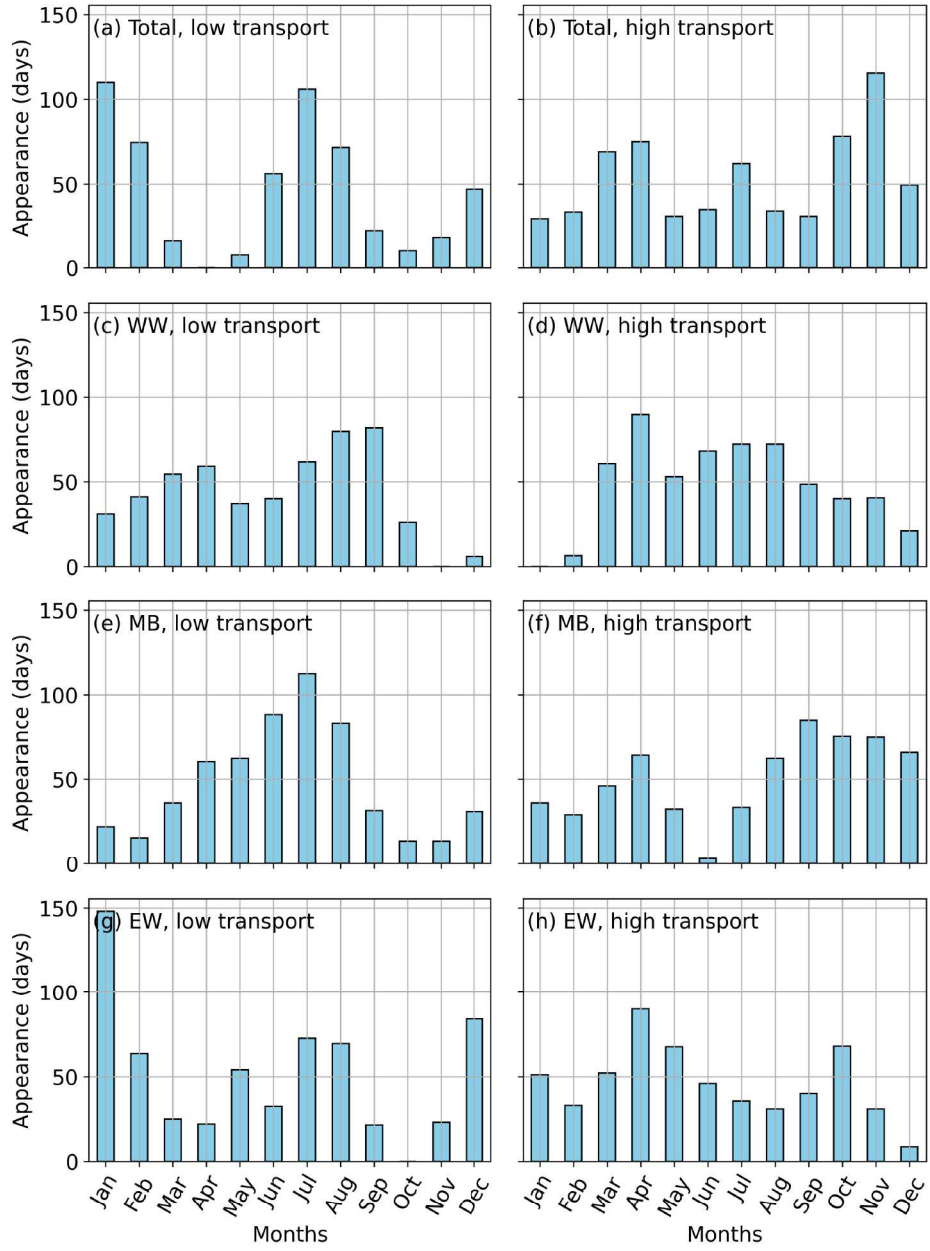 (a) Total, low transport
(b) Total, high transport
150
100
50
0
Appearance (days)
(c) WW, low transport
(d) WW, high transport
150
100
50
0
Appearance (days)
(e) MB, low transport
(f) MB, high transport
150
100
50
0
Appearance (days)
(g) EW, low transport
(h) EW, high transport
150
100
50
0
Appearance (days)
Jan Feb Mar Apr May Jun Jul Aug Sep Oct Nov Dec
Jan Feb Mar Apr May Jun Jul Aug Sep Oct Nov Dec
Months
Months